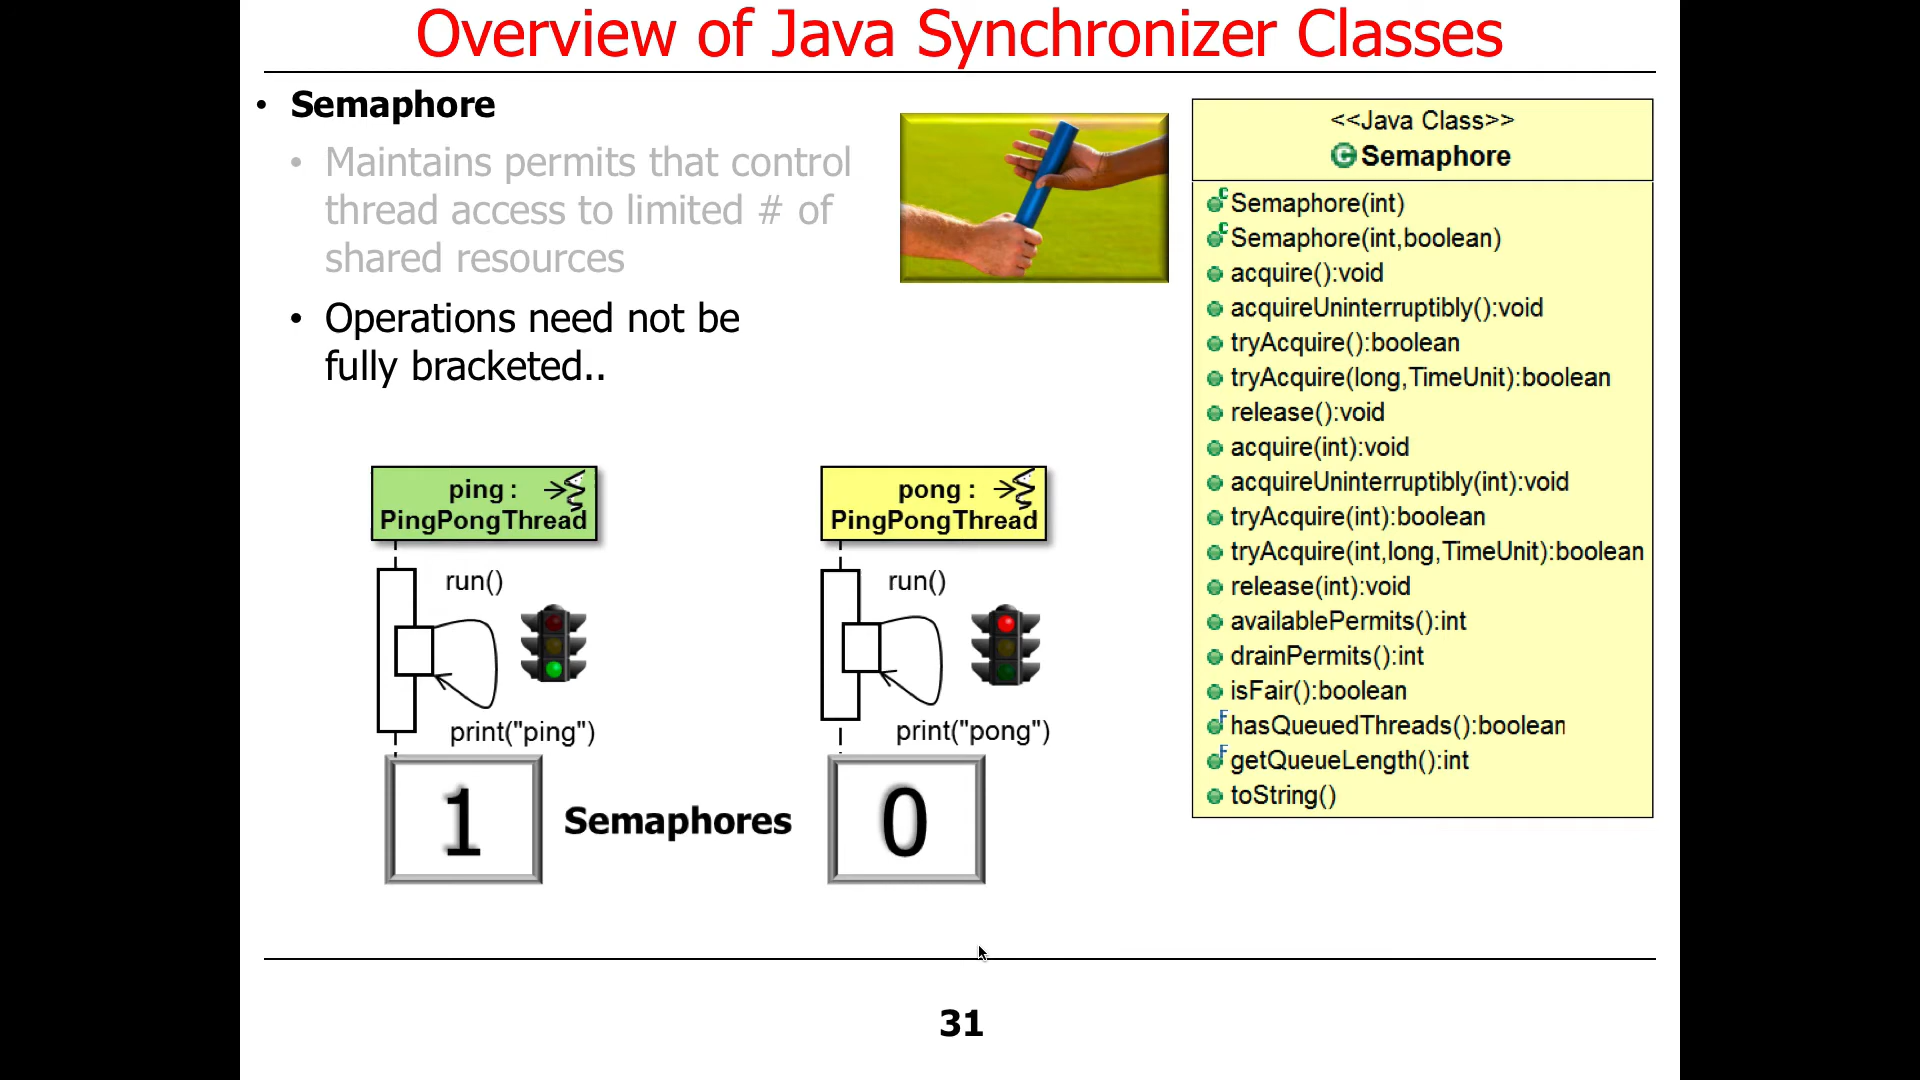 Overview of Java Synchronizer Classes
• Semaphore
• Maintains permits that control
thread access to limited # of
shared resources
• Operations need not be
fully bracketed..
<<Java Class>>
C Semaphore
C Semaphore(int)
C Semaphore(int,boolean)
acquire():void
acquireUninterruptibly():void
tryAcquire():boolean
tryAcquire(long,TimeUnit):boolean
release():void
acquire(int):void
acquireUninterruptibly(int):void
tryAcquire(int):boolean
tryAcquire(int,long,TimeUnit):boolean
release(int):void
availablePermits():int
drainPermits():int
isFair():boolean
F hasQueuedThreads():boolean
F getQueueLength():int
toString()
ping :
PingPongThread
run()
print("ping")
1
Semaphores
pong :
PingPongThread
run()
print("pong")
0
31